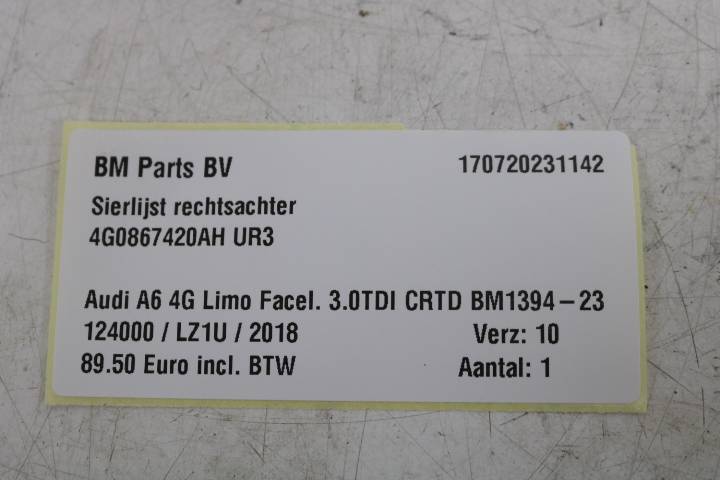 BM Parts BV 170720231142
Sierlijst rechtsachter
4G0867420AH UR3
Audi A6 4G Limo Facel. 3.0TDI CRTD BM1394-23
124000 / LZ1U / 2018 Verz: 10
89.50 Euro incl. BTW Aantal: 1